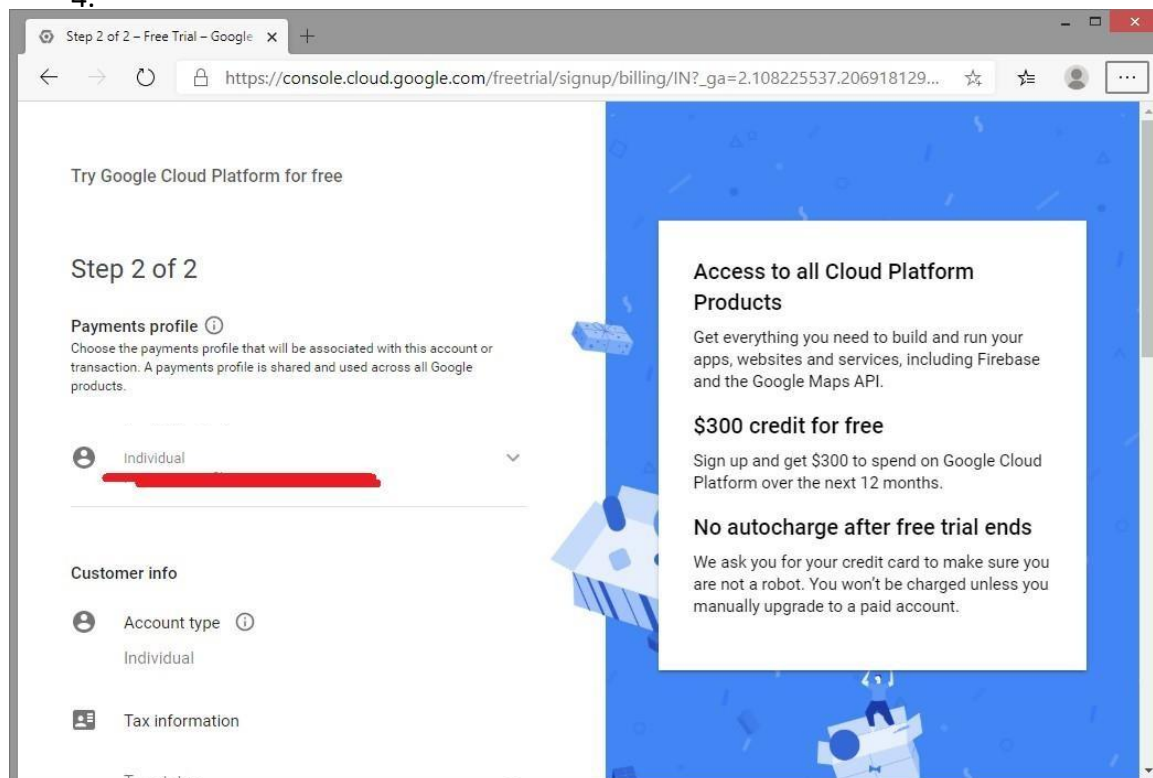 4.
Step 2 of 2 – Free Trial – Google
https://console.cloud.google.com/freetrial/signup/billing/IN?_ga=2.108225537.206918129...
Try Google Cloud Platform for free
Step 2 of 2
Payments profile
Choose the payments profile that will be associated with this account or
transaction. A payments profile is shared and used across all Google
products.
Individual
Customer info
Account type
Individual
Tax information
Access to all Cloud Platform
Products
Get everything you need to build and run your
apps, websites and services, including Firebase
and the Google Maps API.
$300 credit for free
Sign up and get $300 to spend on Google Cloud
Platform over the next 12 months.
No autocharge after free trial ends
We ask you for your credit card to make sure you
are not a robot. You won't be charged unless you
manually upgrade to a paid account.